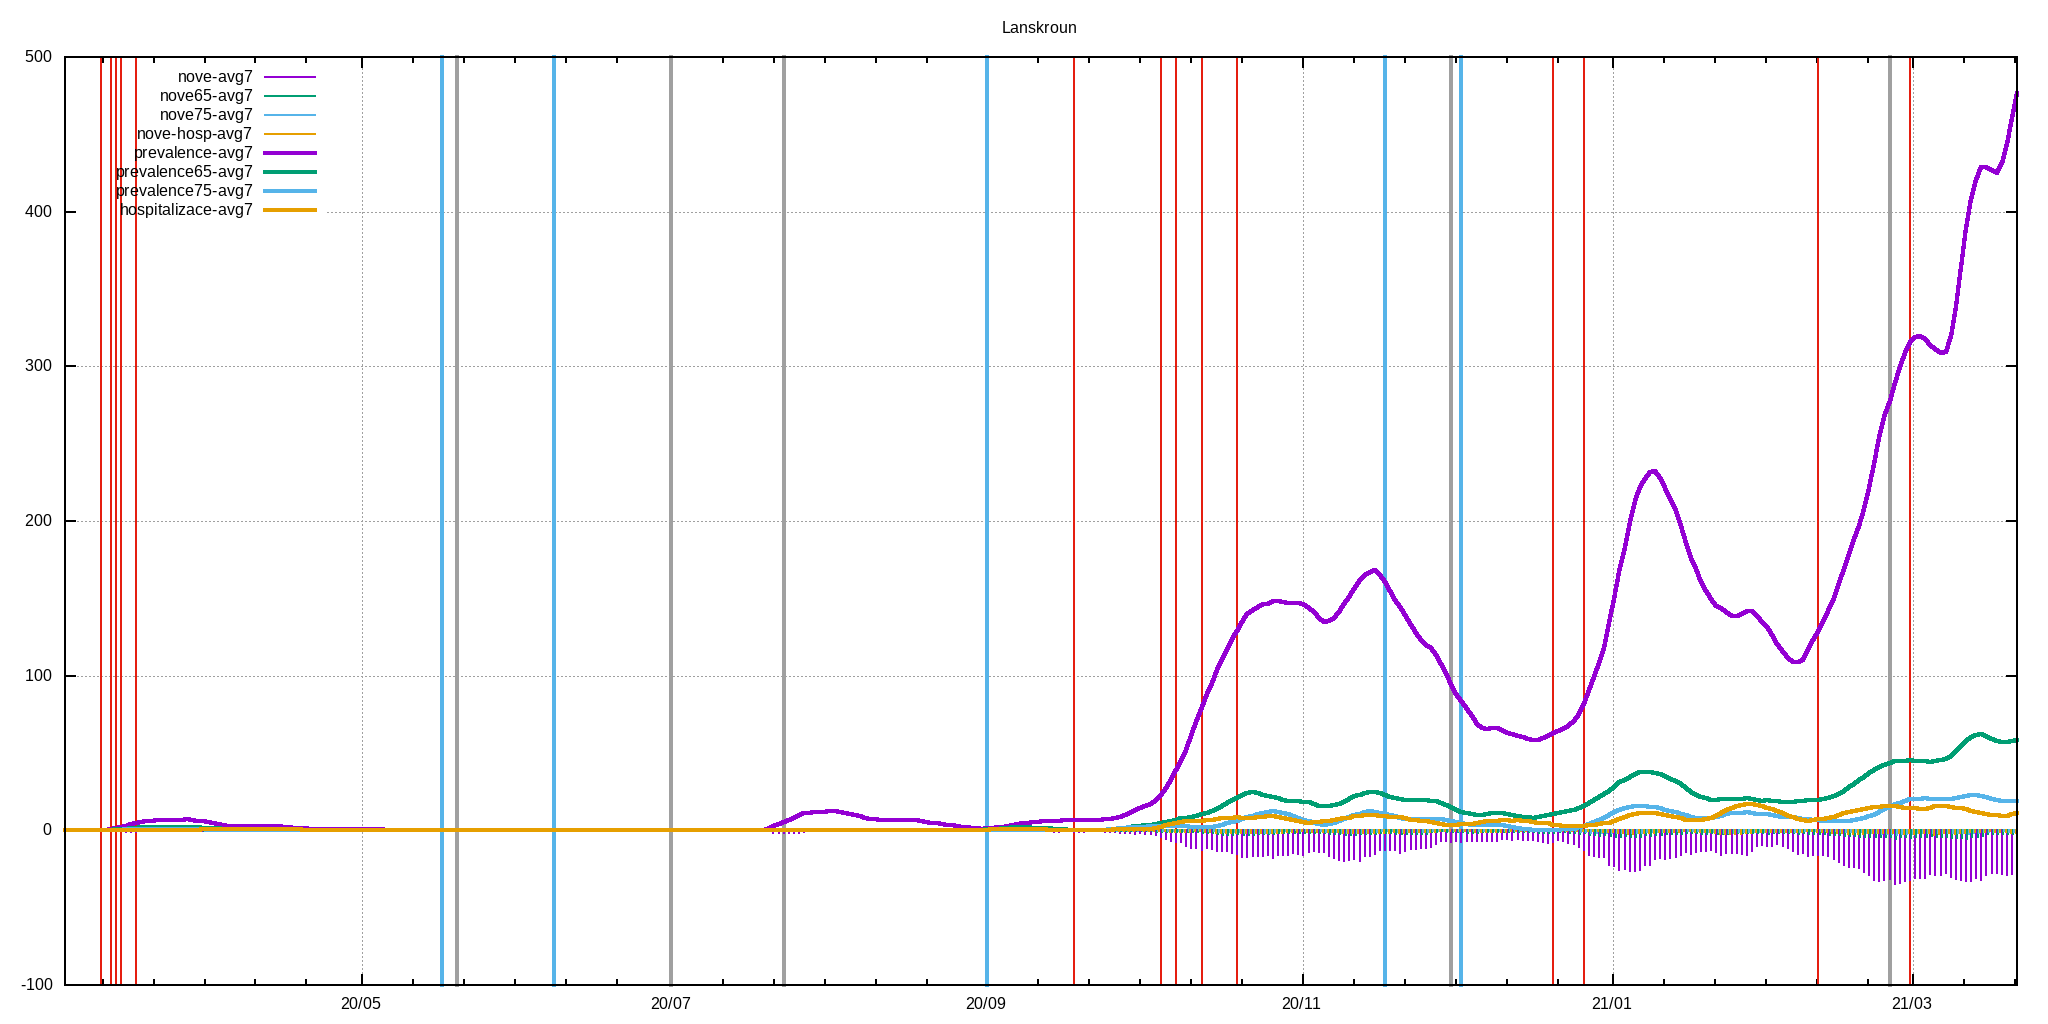 Lanskroun
500
400
300
200
100
0
-100
nove-avg7
nove65-avg7
nove75-avg7
nove-hosp-avg7
prevalence-avg7
prevalence65-avg7
prevalence75-avg7
hospitalizace-avg7
20/05
20/07
20/09
20/11
21/01
21/03